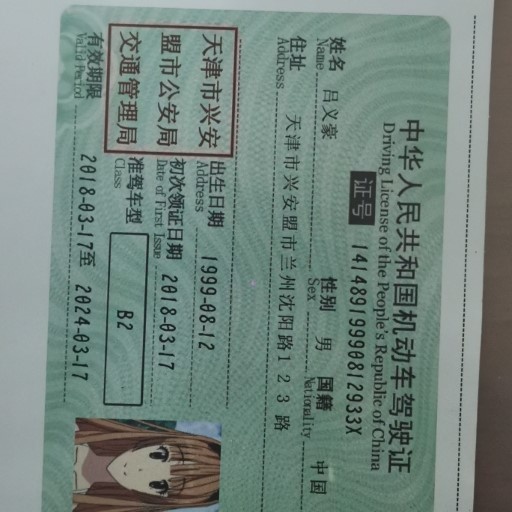 中华人民共和国机动车驾驶证
Driving License of the People's Republic of China
证号 14148919990812933X
姓名 吕义豪 性别 男 国籍 中国
Name Sex Nationality
住址 天津市兴安盟市兰州沈阳路123路
Address
天津市兴安
盟市公安局
交通管理局
出生日期 1999-08-12
Address
初次领证日期 2018-03-17
Date of First Issue
准驾车型 B2
Class
有效期限 2018-03-17至 2024-03-17
Valid Period